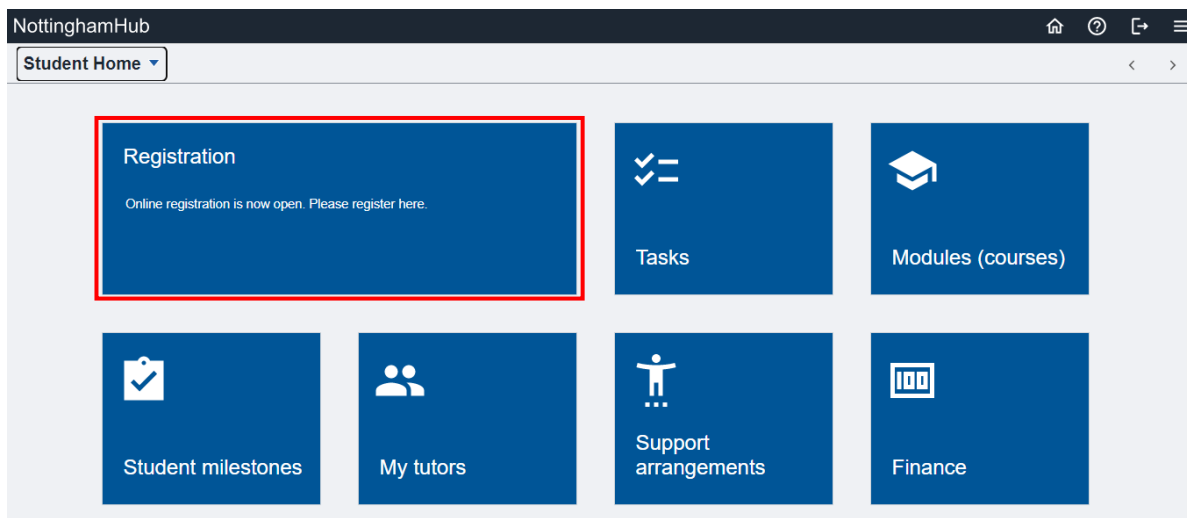 NottinghamHub
Student Home
Registration
Online registration is now open. Please register here.
Tasks
Modules (courses)
Student milestones
My tutors
Support
arrangements
100
Finance